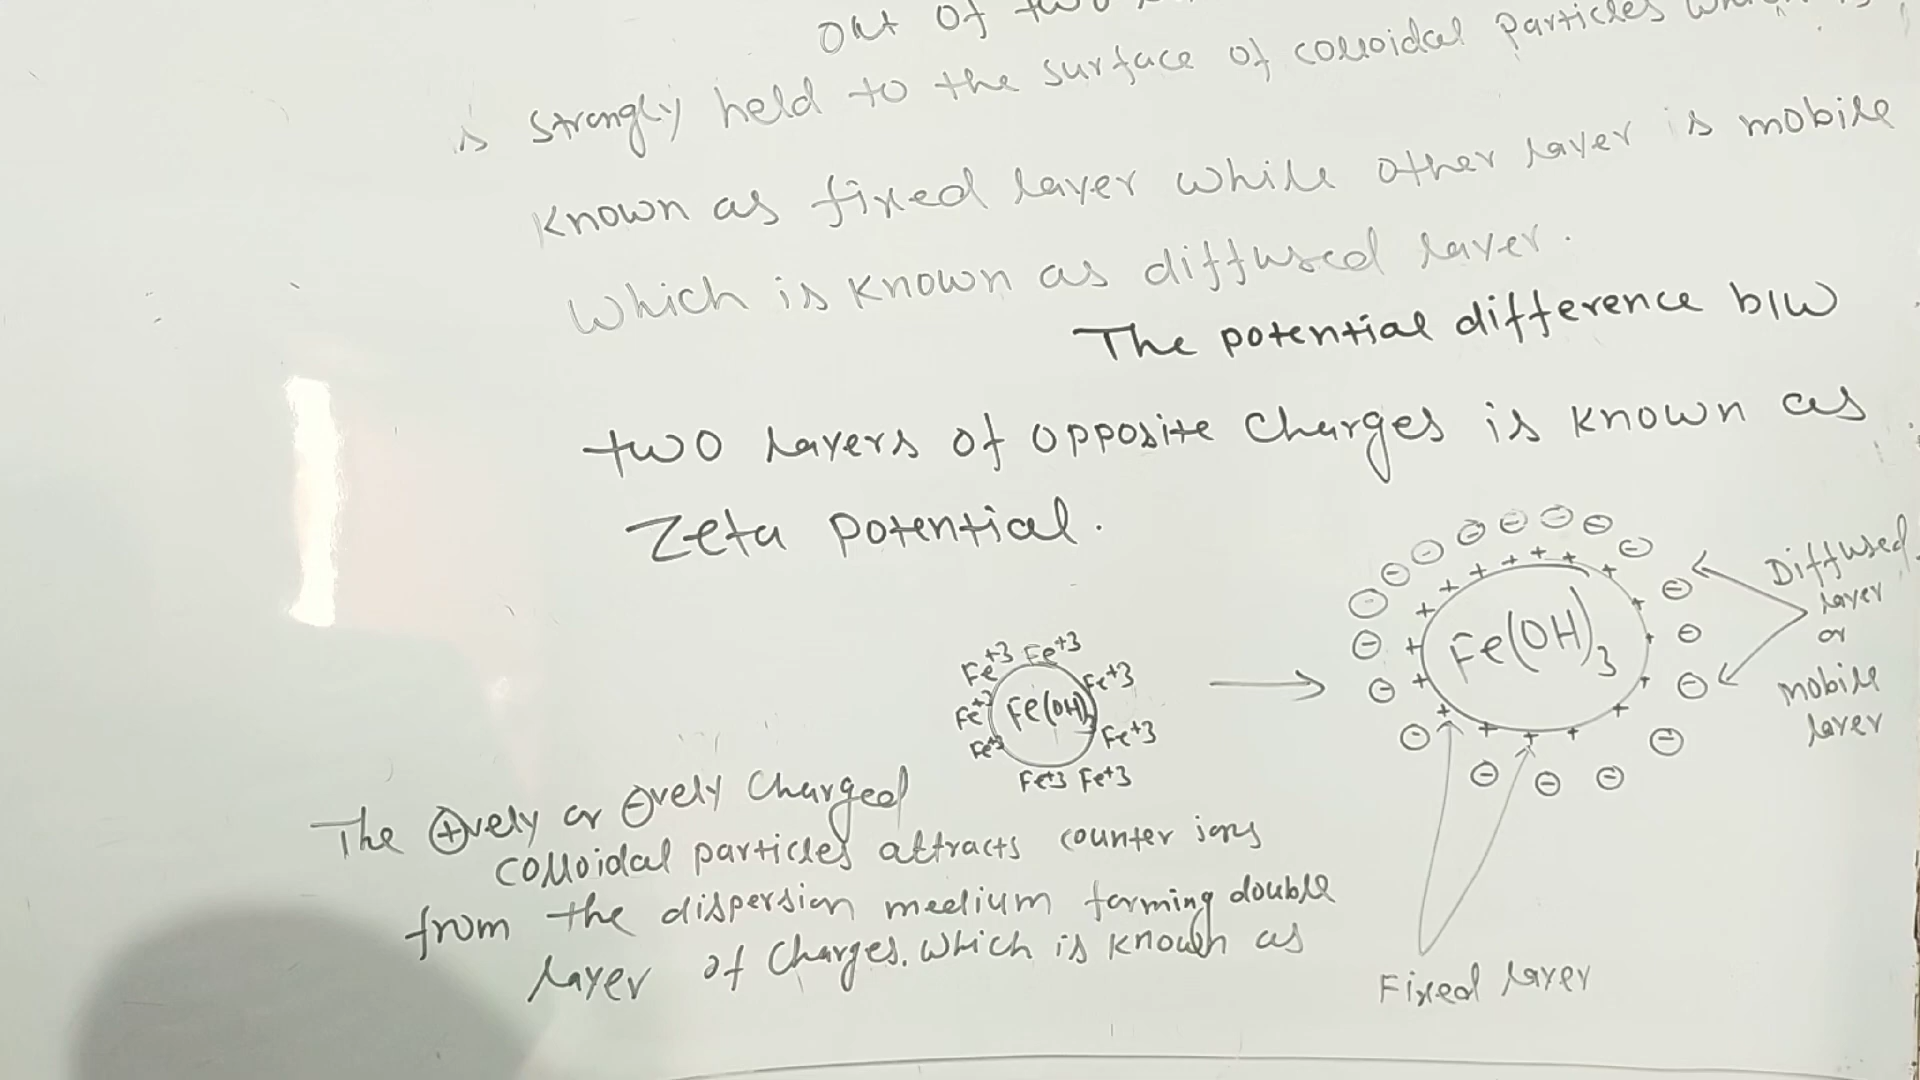 out of two
is strongly held to the surface of colloidal particles which is
known as fixed layer while other layer is mobile
which is known as diffused layer.
The potential difference b/w
two layers of opposite charges is known as
Zeta potential.
Fe+3 Fe+3
Fe+3
Fe+3 Fe(OH)3
Fe+3
Fe+3
Fe+3 Fe+3
Fe(OH)3
Diffused
layer
or
mobile
layer
The ⊕vely or ⊖vely charged
colloidal particles attracts counter ions
from the dispersion medium forming double
layer of charges. which is known as
Fixed layer